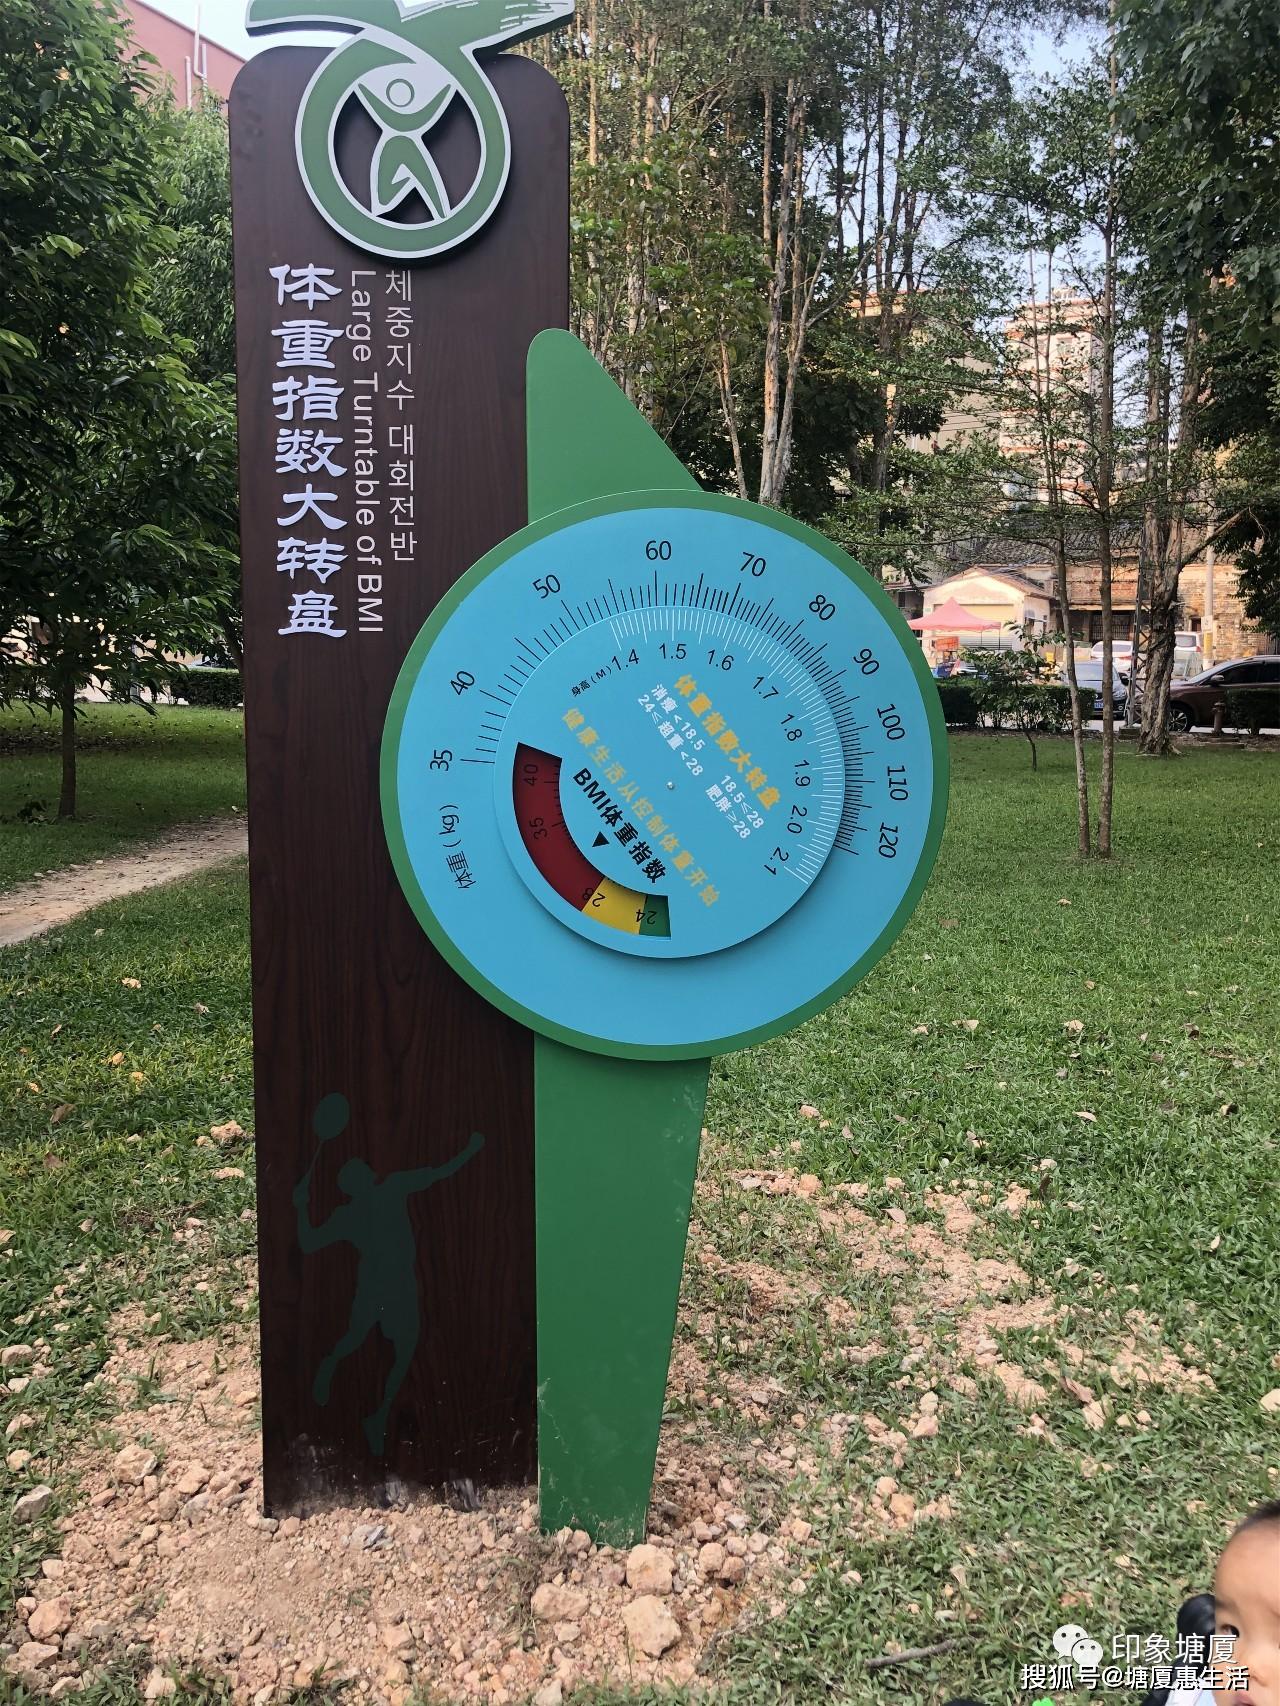 体重指数大转盘
Large Turntable of BMI
체중지수 대회전반
60
70
50
80
40
90
35
100
110
120
体重(kg)
身高(M)
1.4
1.5
1.6
1.7
1.8
1.9
2.0
2.1
体重指数大转盘
消瘦<18.5
18.5≤28
24≤超重<28
肥胖≥28
健康生活从控制体重开始
BMI体重指数
40
35
28
24
印象塘厦
搜狐号@塘厦惠生活